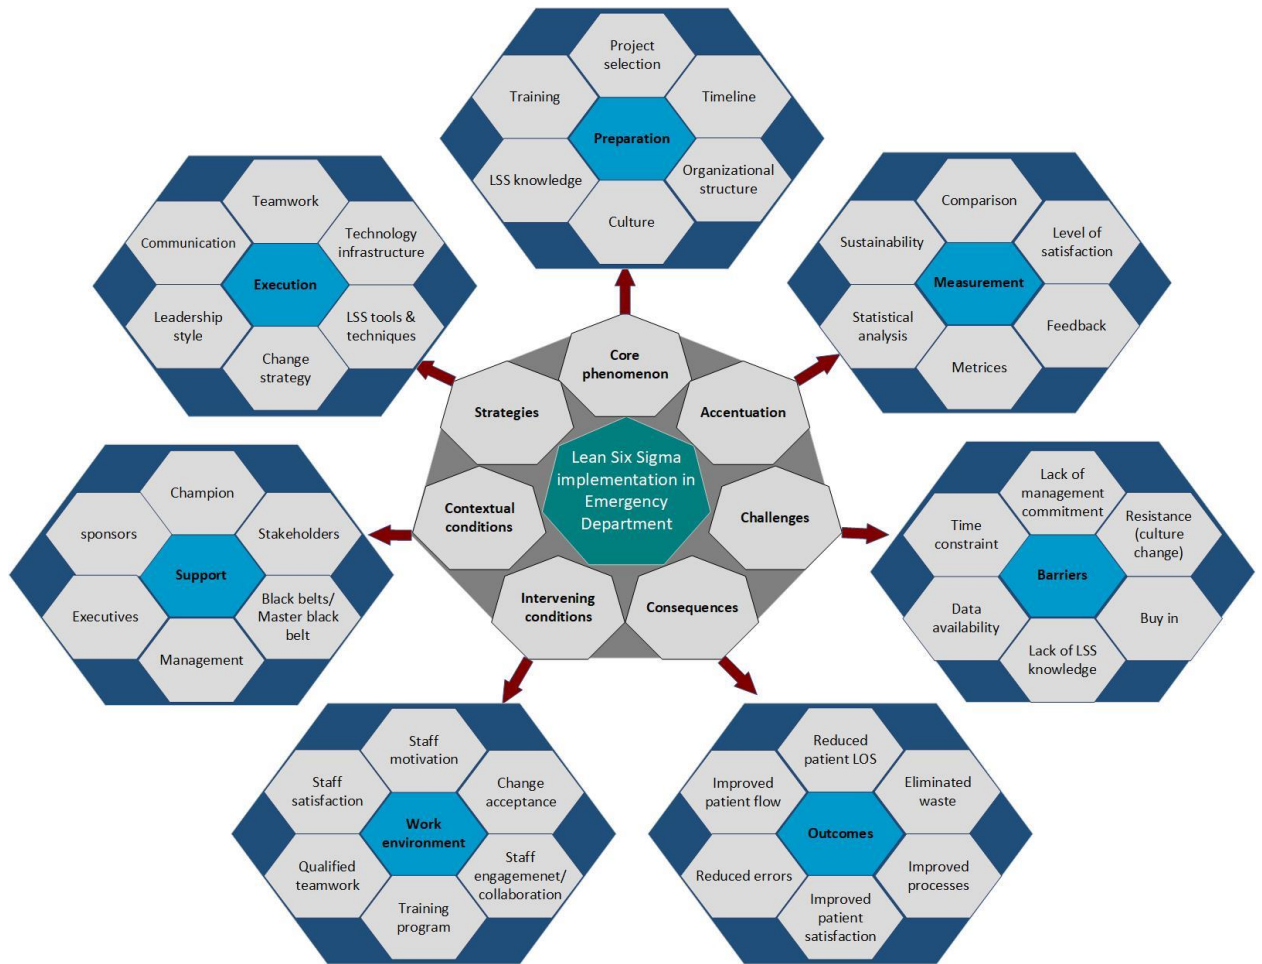 Project
selection
Training
Timeline
Preparation
LSS knowledge
Organizational
structure
Culture
Teamwork
Communication
Technology
infrastructure
Execution
Leadership
style
LSS tools &
techniques
Change
strategy
Comparison
Sustainability
Level of
satisfaction
Measurement
Statistical
analysis
Feedback
Metrices
Core
phenomenon
Strategies
Accentuation
Lean Six Sigma
implementation in
Emergency
Department
Contextual
conditions
Challenges
Intervening
conditions
Consequences
Champion
sponsors
Stakeholders
Support
Executives
Black belts/
Master black
belt
Management
Lack of
management
commitment
Time
constraint
Resistance
(culture
change)
Barriers
Data
availability
Buy in
Lack of LSS
knowledge
Staff
motivation
Staff
satisfaction
Change
acceptance
Work
environment
Qualified
teamwork
Staff
engagemenet/
collaboration
Training
program
Reduced
patient LOS
Improved
patient flow
Eliminated
waste
Outcomes
Reduced errors
Improved
processes
Improved
patient
satisfaction